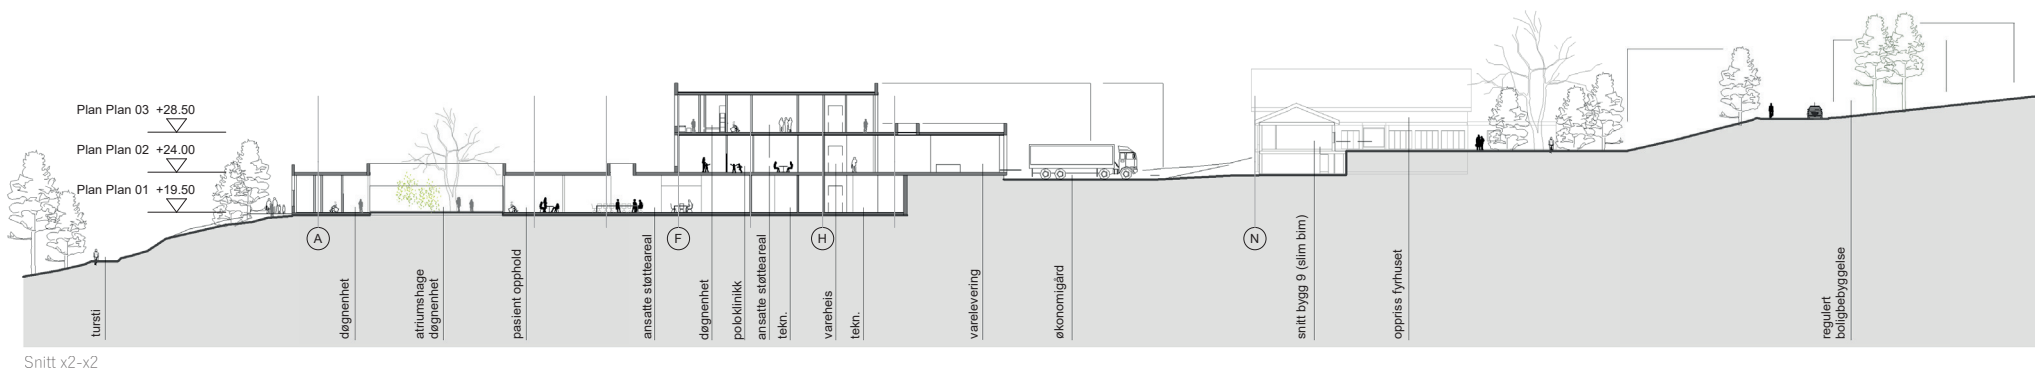 Plan Plan 03 +28.50
Plan Plan 02 +24.00
Plan Plan 01 +19.50
A
F
H
N
tursti
døgnenhet
atriumshage
døgnenhet
pasient opphold
ansatte støtteareal
døgnenhet
poloklinikk
ansatte støtteareal
tekn.
vareheis
tekn.
varelevering
økonomigård
snitt bygg 9 (slim bim)
oppriss fyrhuset
regulert
boligbebyggelse
Snitt x2-x2